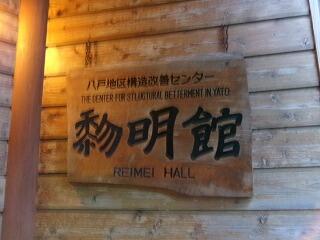 八戸地区構造改善センター
THE CENTER FOR STLUCTURAL BETTERMENT IN YATO
黎明館
REIMEI HALL